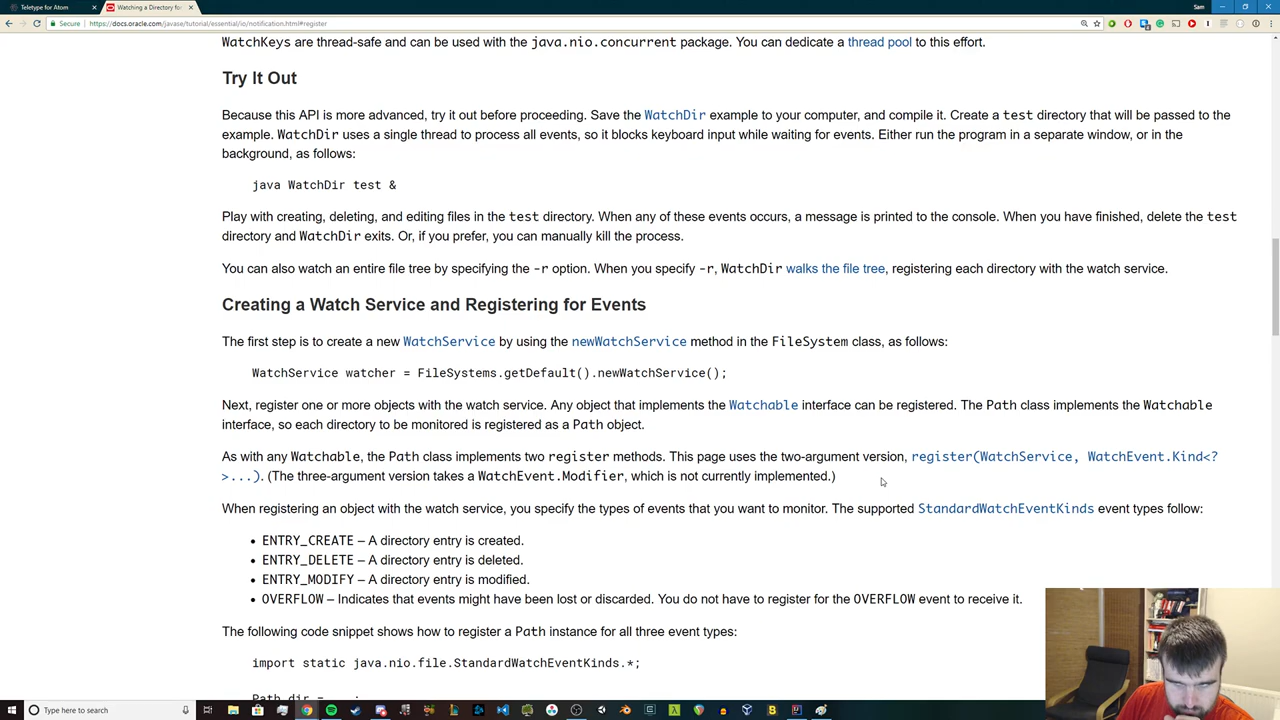 Teletype for Atom
Watching a Directory for
Sam
Secure
https://docs.oracle.com/javase/tutorial/essential/io/notification.html#register
WatchKeys are thread-safe and can be used with the java.nio.concurrent package. You can dedicate a thread pool to this effort.
Try It Out
Because this API is more advanced, try it out before proceeding. Save the WatchDir example to your computer, and compile it. Create a test directory that will be passed to the
example. WatchDir uses a single thread to process all events, so it blocks keyboard input while waiting for events. Either run the program in a separate window, or in the
background, as follows:
java WatchDir test &
Play with creating, deleting, and editing files in the test directory. When any of these events occurs, a message is printed to the console. When you have finished, delete the test
directory and WatchDir exits. Or, if you prefer, you can manually kill the process.
You can also watch an entire file tree by specifying the -r option. When you specify -r, WatchDir walks the file tree, registering each directory with the watch service.
Creating a Watch Service and Registering for Events
The first step is to create a new WatchService by using the newWatchService method in the FileSystem class, as follows:
WatchService watcher = FileSystems.getDefault().newWatchService();
Next, register one or more objects with the watch service. Any object that implements the Watchable interface can be registered. The Path class implements the Watchable
interface, so each directory to be monitored is registered as a Path object.
As with any Watchable, the Path class implements two register methods. This page uses the two-argument version, register(WatchService, WatchEvent.Kind<?
>...). (The three-argument version takes a WatchEvent.Modifier, which is not currently implemented.)
When registering an object with the watch service, you specify the types of events that you want to monitor. The supported StandardWatchEventKinds event types follow:
• ENTRY_CREATE – A directory entry is created.
• ENTRY_DELETE – A directory entry is deleted.
• ENTRY_MODIFY – A directory entry is modified.
• OVERFLOW – Indicates that events might have been lost or discarded. You do not have to register for the OVERFLOW event to receive it.
The following code snippet shows how to register a Path instance for all three event types:
import static java.nio.file.StandardWatchEventKinds.*;
Path dir = ...;
Type here to search